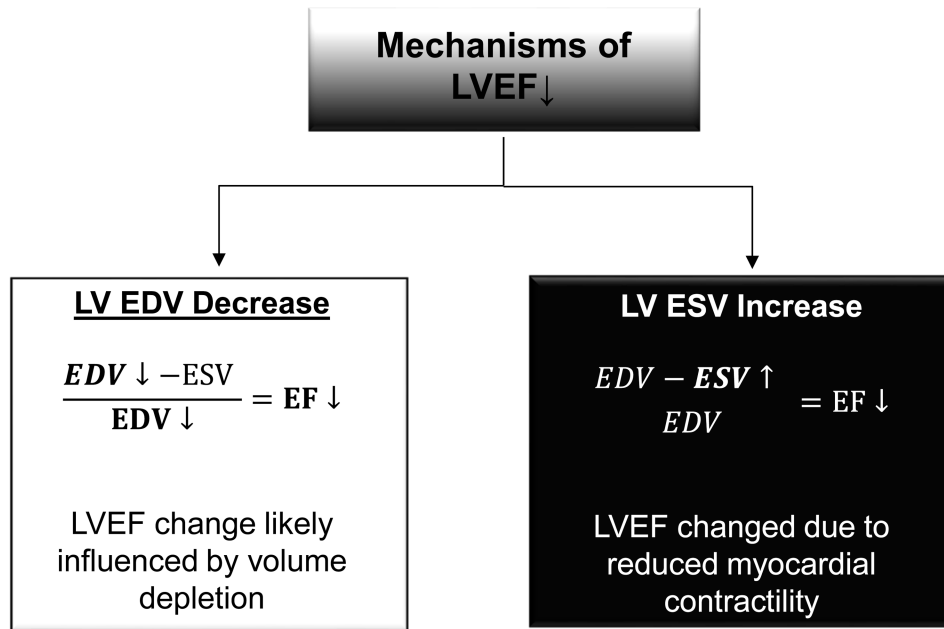 Mechanisms of
LVEF↓
LV EDV Decrease
EDV ↓ −ESV
EDV ↓
= EF ↓
LVEF change likely
influenced by volume
depletion
LV ESV Increase
EDV − ESV ↑
EDV
= EF ↓
LVEF changed due to
reduced myocardial
contractility